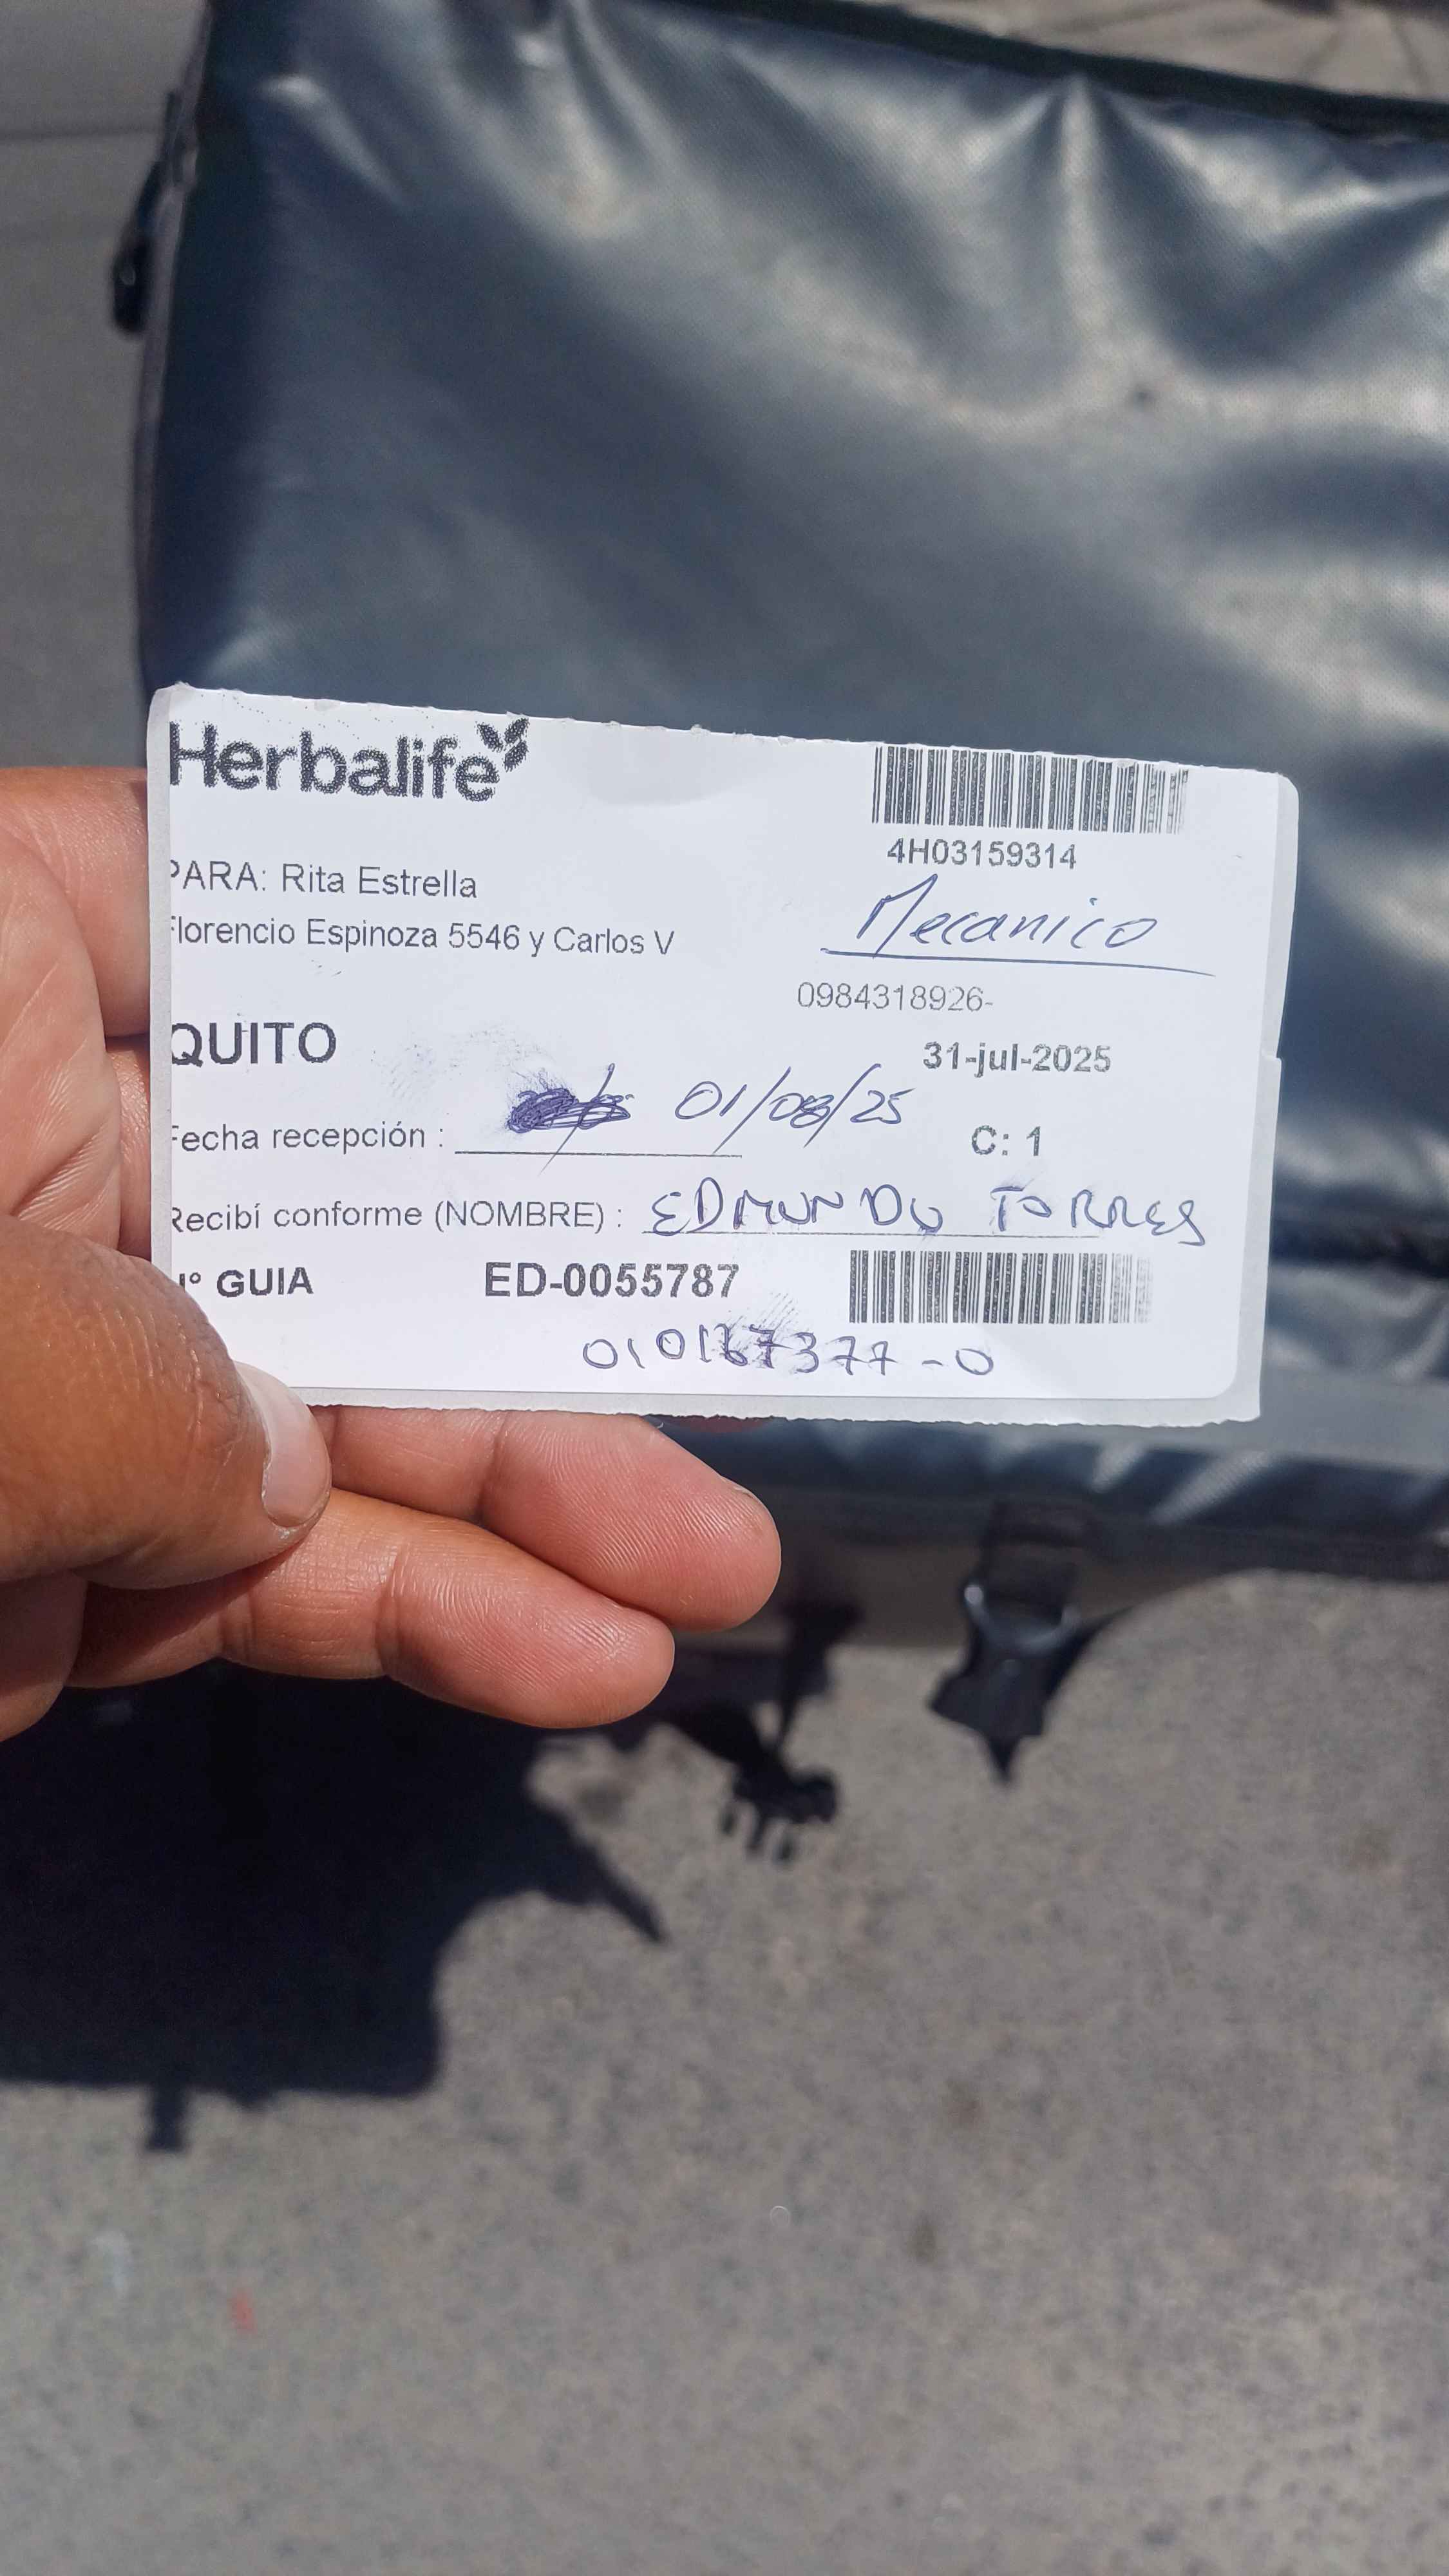 Herbalife
4H03159314
PARA: Rita Estrella
Mecanico
Florencio Espinoza 5546 y Carlos V
0984318926-
QUITO
31-jul-2025
Fecha recepción : 01/08/25
C: 1
Recibí conforme (NOMBRE) : EDMUNDO TORRES
N° GUIA ED-0055787
010167377-0